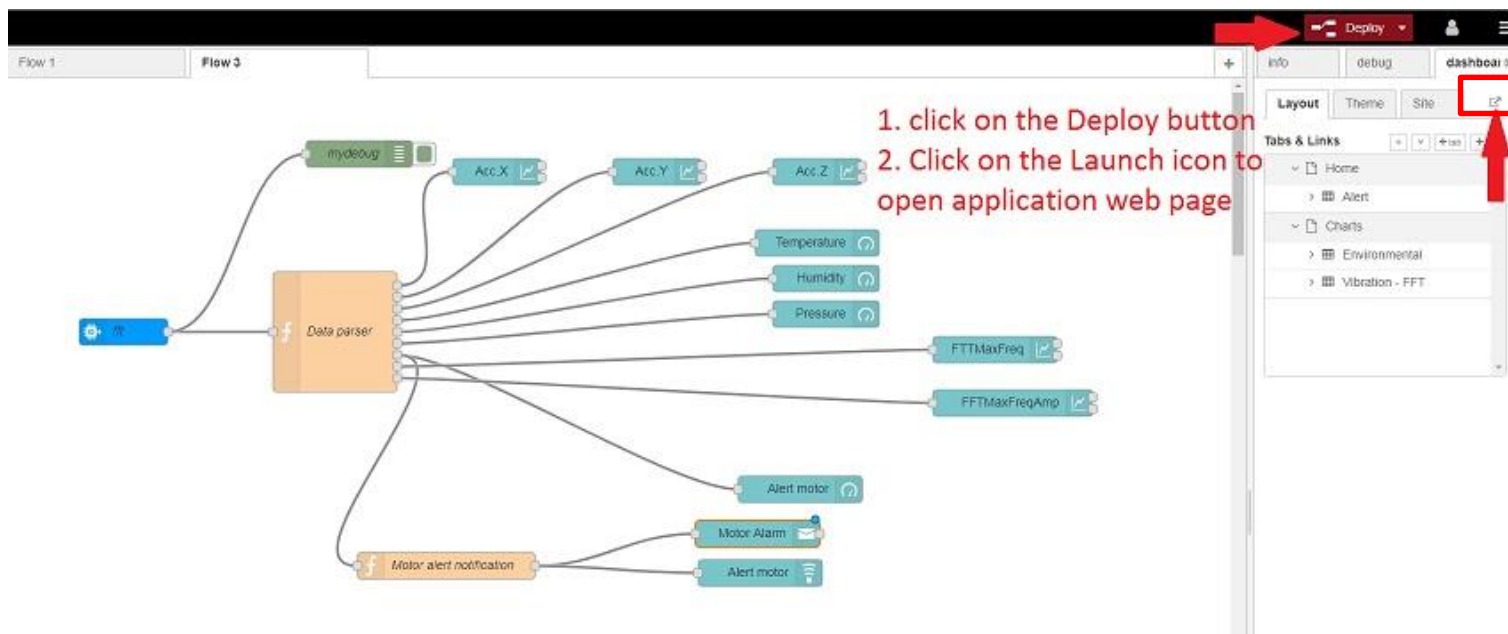 Deploy
Flow 1
Flow 3
info
debug
dashboar
1. click on the Deploy button
2. Click on the Launch icon to
open application web page
Layout
Theme
Site
Tabs & Links
Home
Alert
Charts
Environmental
Vibration - FFT
mydebug
Acc.X
Acc.Y
Acc.Z
Temperature
Humidity
Pressure
Data parser
FTTMaxFreq
FFTMaxFreqAmp
Alert motor
Motor Alarm
Motor alert notification
Alert motor